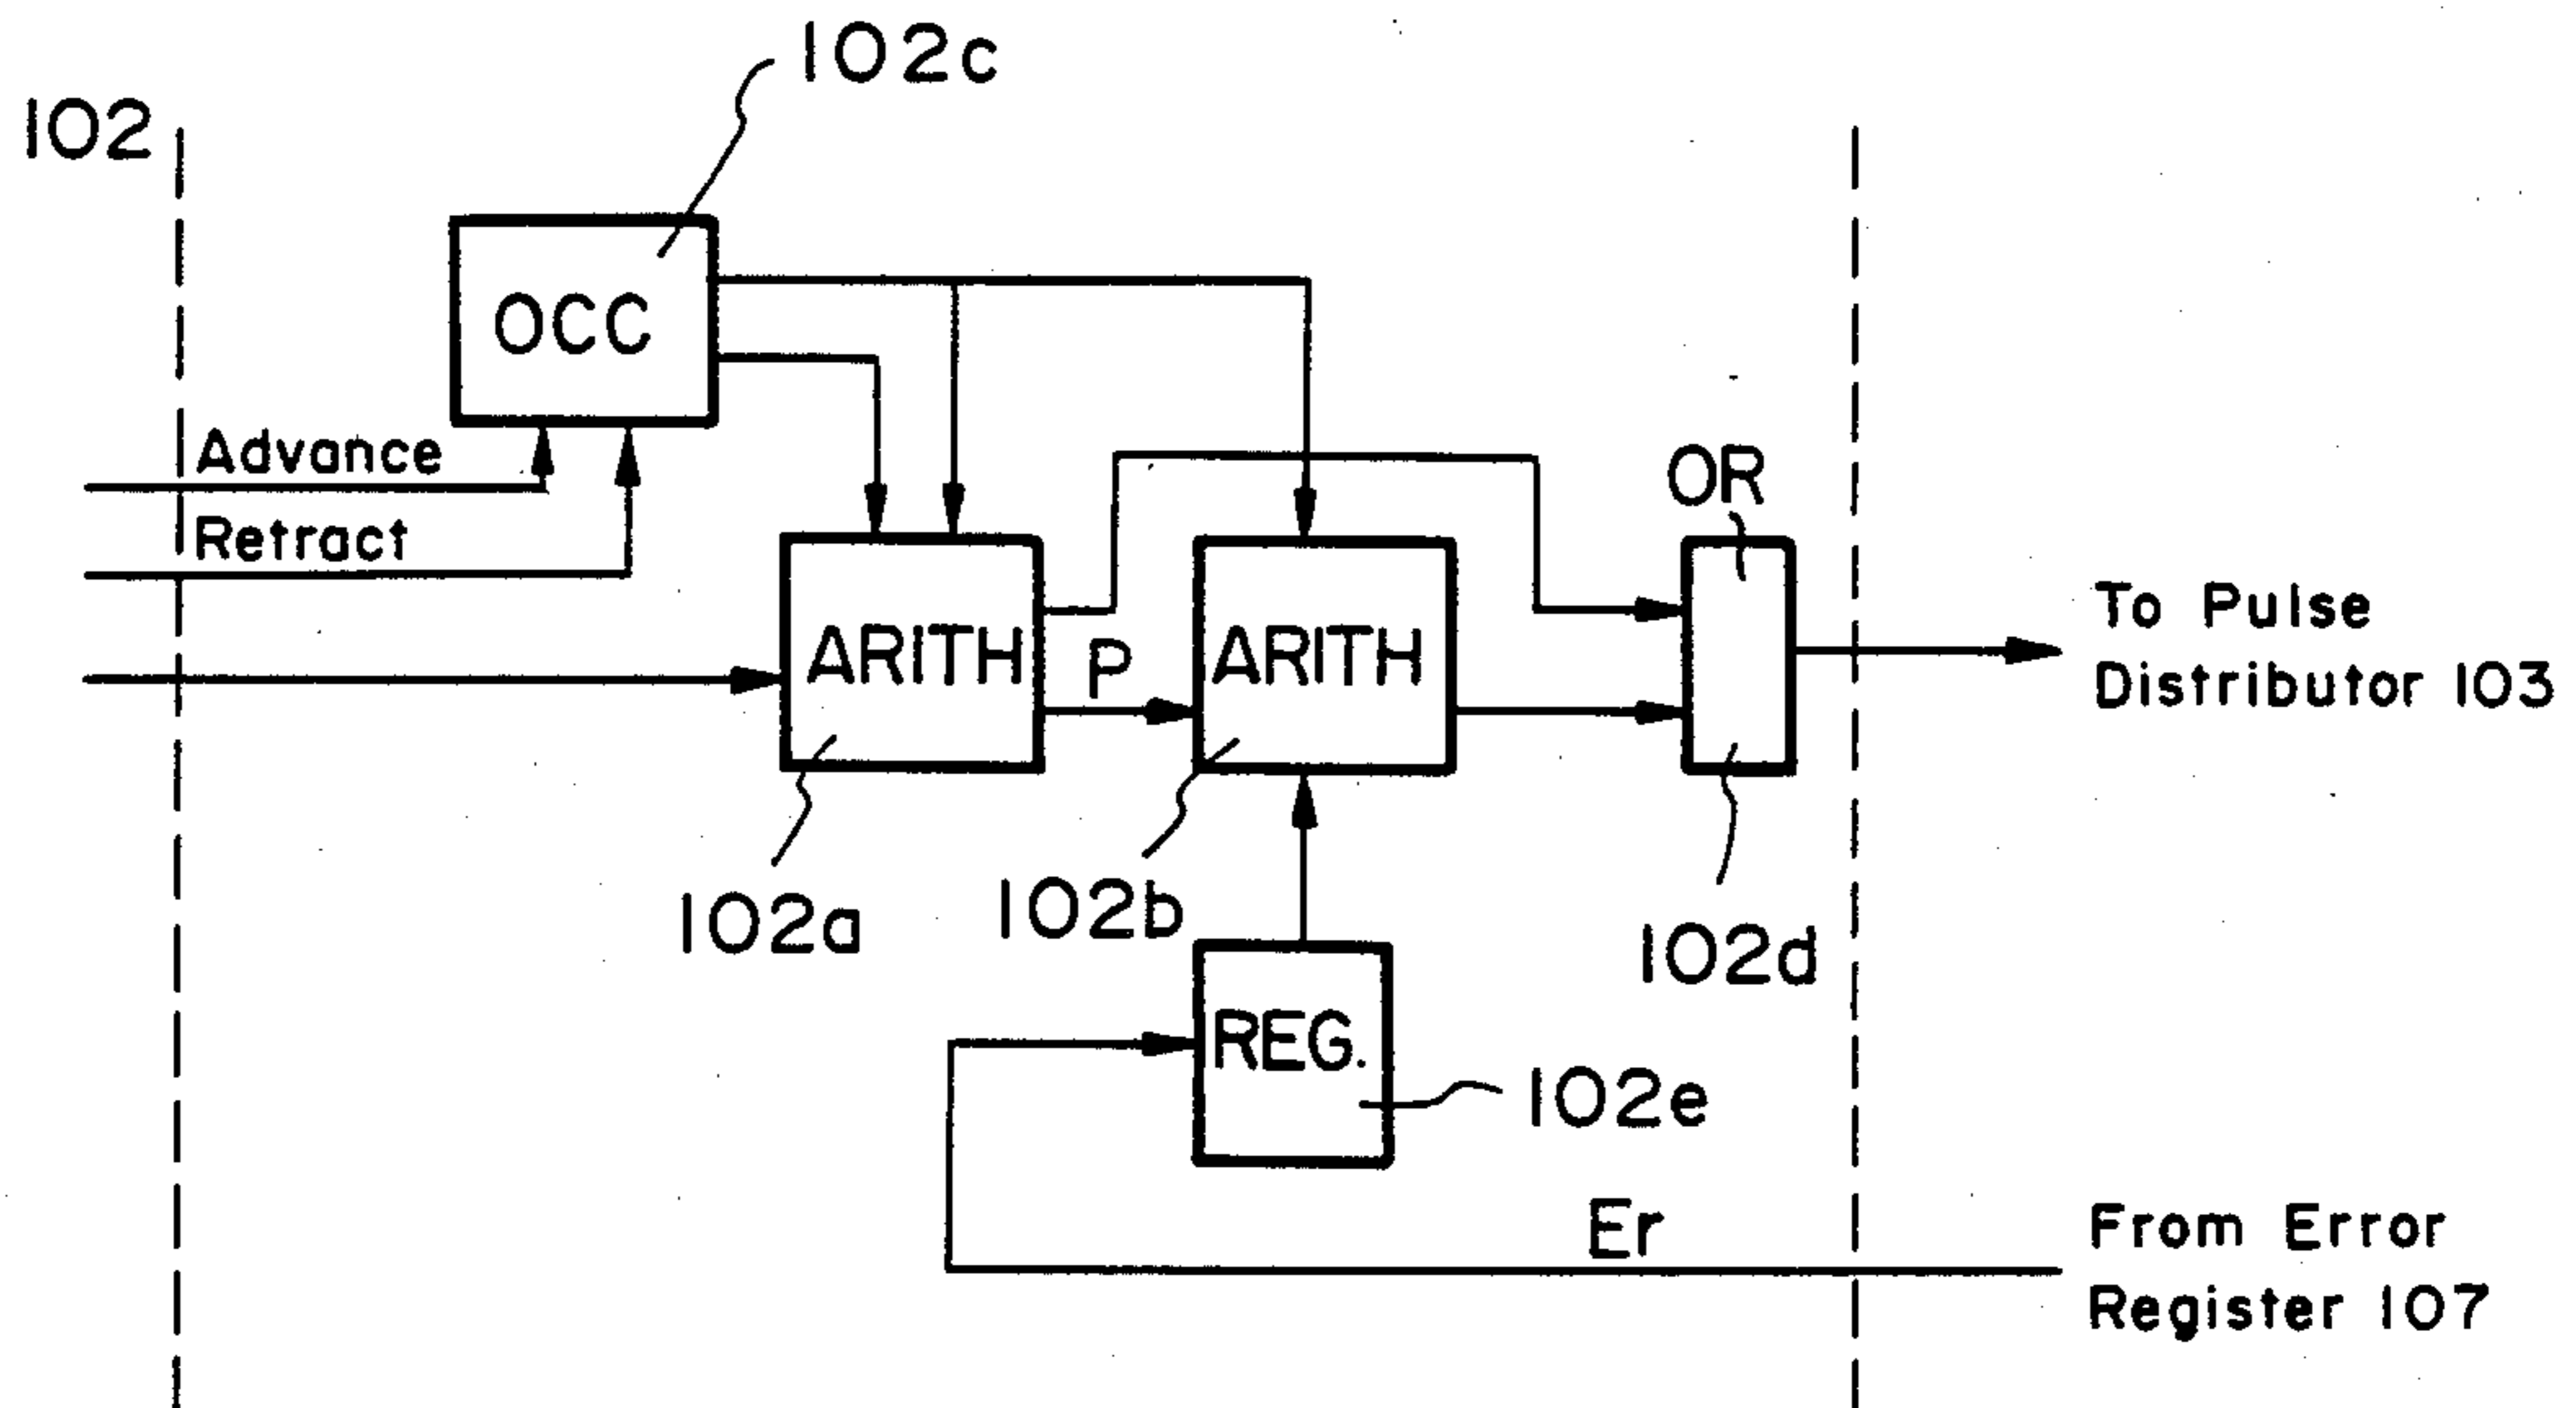 102c
102
OCC
Advance
Retract
OR
ARITH
P
ARITH
To Pulse
Distributor 103
102a
102b
102d
REG.
102e
Er
From Error
Register 107